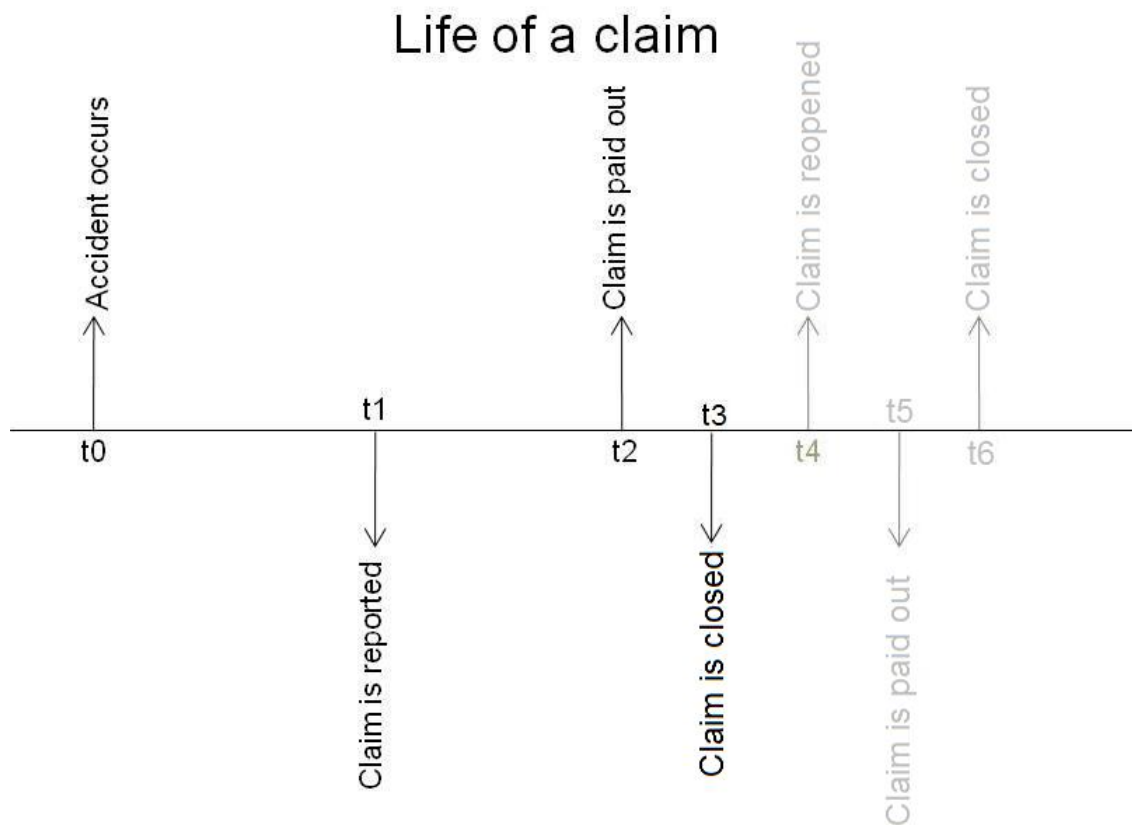 Life of a claim
Accident occurs
Claim is paid out
Claim is reopened
Claim is closed
t1
t3
t5
t0
t2
t4
t6
Claim is reported
Claim is closed
Claim is paid out